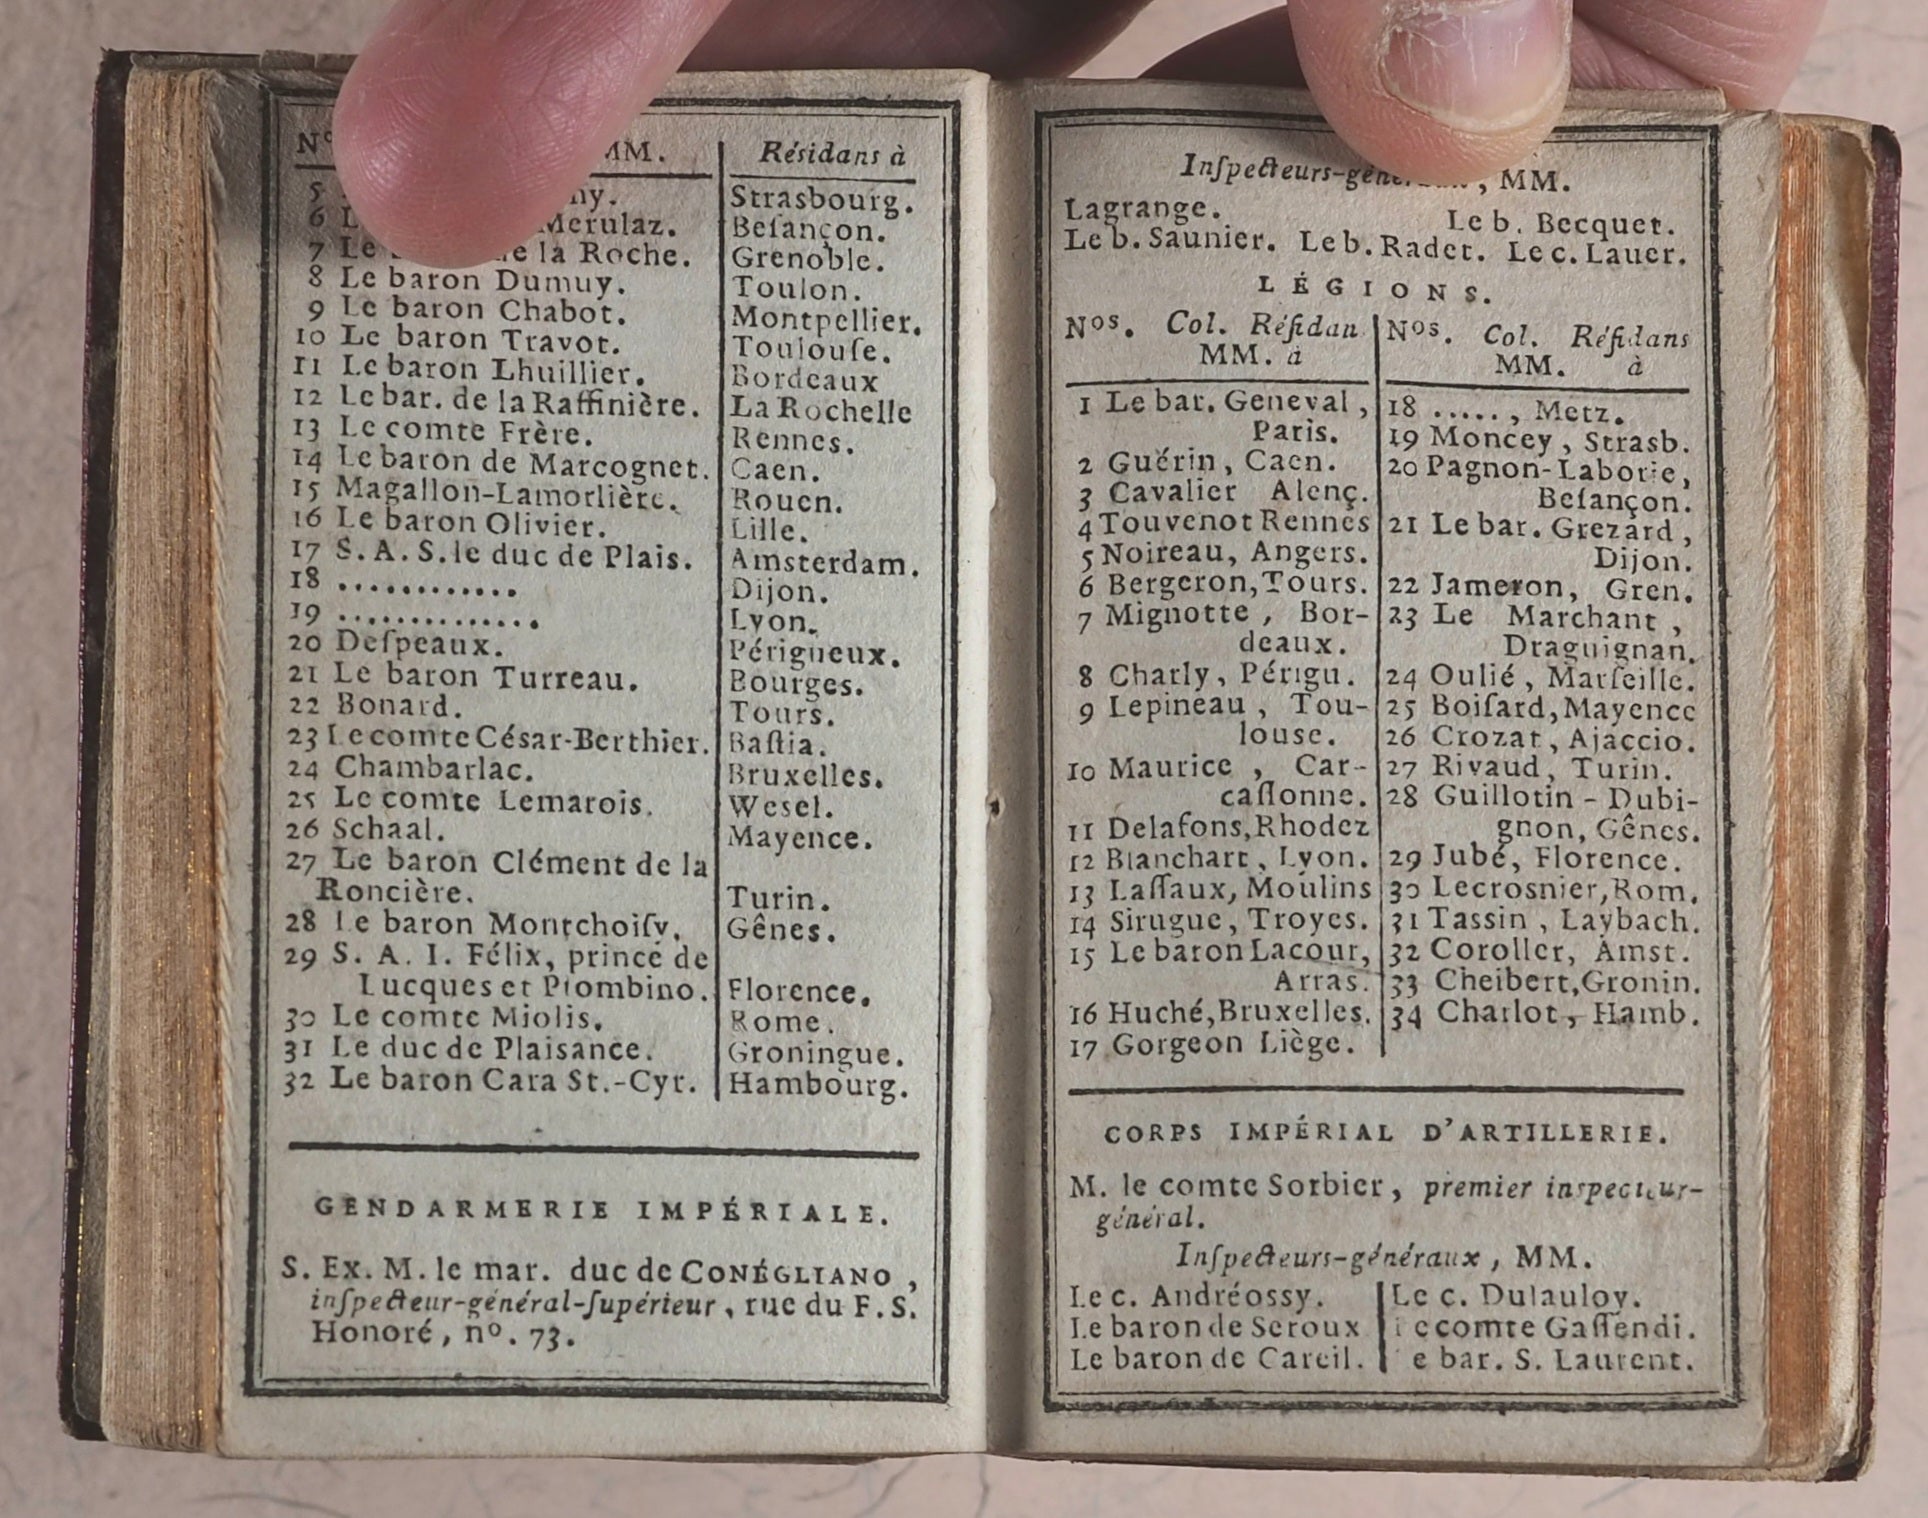 MM. Résidans à
5 Strasbourg.
6 Merulaz. Beſançon.
7 Le de la Roche. Grenoble.
8 Le baron Dumuy. Toulon.
9 Le baron Chabot. Montpellier.
10 Le baron Travot. Toulouſe.
11 Le baron Lhuillier. Bordeaux
12 Le bar. de la Raffinière. La Rochelle
13 Le comte Frère. Rennes.
14 Le baron de Marcognet. Caen.
15 Magallon-Lamorlière. Rouen.
16 Le baron Olivier. Lille.
17 S. A. S. le duc de Plais. Amsterdam.
18 ............ Dijon.
19 .............. Lyon.
20 Deſpeaux. Périgueux.
21 Le baron Turreau. Bourges.
22 Bonard. Tours.
23 Le comte César-Berthier. Baſtia.
24 Chambarlac. Bruxelles.
25 Le comte Lemarois. Wesel.
26 Schaal. Mayence.
27 Le baron Clément de la
Roncière. Turin.
28 Le baron Montchoiſy. Gênes.
29 S. A. I. Félix, prince de
Lucques et Piombino. Florence.
30 Le comte Miolis. Rome.
31 Le duc de Plaisance. Groningue.
32 Le baron Cara St.-Cyr. Hambourg.
GENDARMERIE IMPÉRIALE.
S. Ex. M. le mar. duc de CONÉGLIANO,
inſpecteur-général-ſupérieur, rue du F. S.
Honoré, nº. 73.
Inſpecteurs-généraux, MM.
Lagrange. Le b. Becquet.
Le b. Saunier. Le b. Radet. Le c. Lauer.
LÉGIONS.
Nos. Col. Réſidan
MM. à
1 Le bar. Geneval,
Paris.
2 Guérin, Caen.
3 Cavalier Alenç.
4 Touvenot Rennes
5 Noireau, Angers.
6 Bergeron, Tours.
7 Mignotte, Bor-
deaux.
8 Charly, Périgu.
9 Lepineau, Tou-
louse.
10 Maurice, Car-
caſſonne.
11 Delafons, Rhodez
12 Blanchart, Lyon.
13 Laſſaux, Moulins
14 Sirugue, Troyes.
15 Le baron Lacour,
Arras.
16 Huché, Bruxelles.
17 Gorgeon Liège.
Nos. Col. Réſidans
MM. à
18 ....., Metz.
19 Moncey, Strasb.
20 Pagnon-Laborie,
Beſançon.
21 Le bar. Grezard,
Dijon.
22 Jameron, Gren.
23 Le Marchant,
Draguignan.
24 Oulié, Marſeille.
25 Boiſard, Mayence
26 Crozat, Ajaccio.
27 Rivaud, Turin.
28 Guillotin-Dubi-
gnon, Gênes.
29 Jubé, Florence.
30 Lecrosnier, Rom.
31 Tassin, Laybach.
32 Coroller, Amst.
33 Cheibert, Gronin.
34 Charlot, Hamb.
CORPS IMPÉRIAL D'ARTILLERIE.
M. le comte Sorbier, premier inspecteur-
général.
Inſpecteurs-généraux, MM.
Le c. Andréossy.
Le baron de Seroux
Le baron de Careil.
Le c. Dulauloy.
Le comte Gaſſendi.
e bar. S. Laurent.